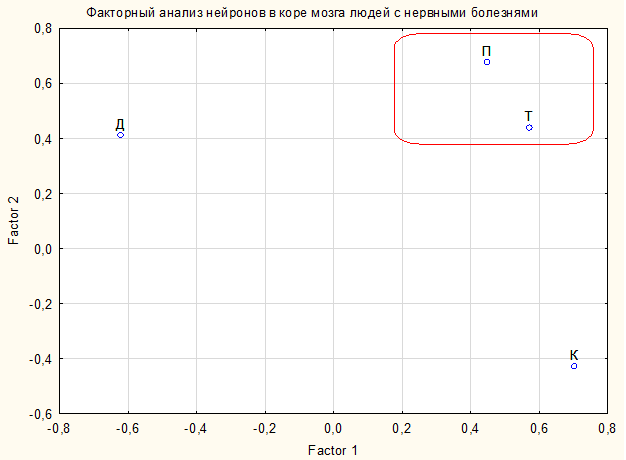 Факторный анализ нейронов в коре мозга людей с нервными болезнями
0,8
П
0,6
Т
Д
0,4
0,2
Factor 2
0,0
-0,2
К
-0,4
-0,6
-0,8 -0,6 -0,4 -0,2 0,0 0,2 0,4 0,6 0,8
Factor 1